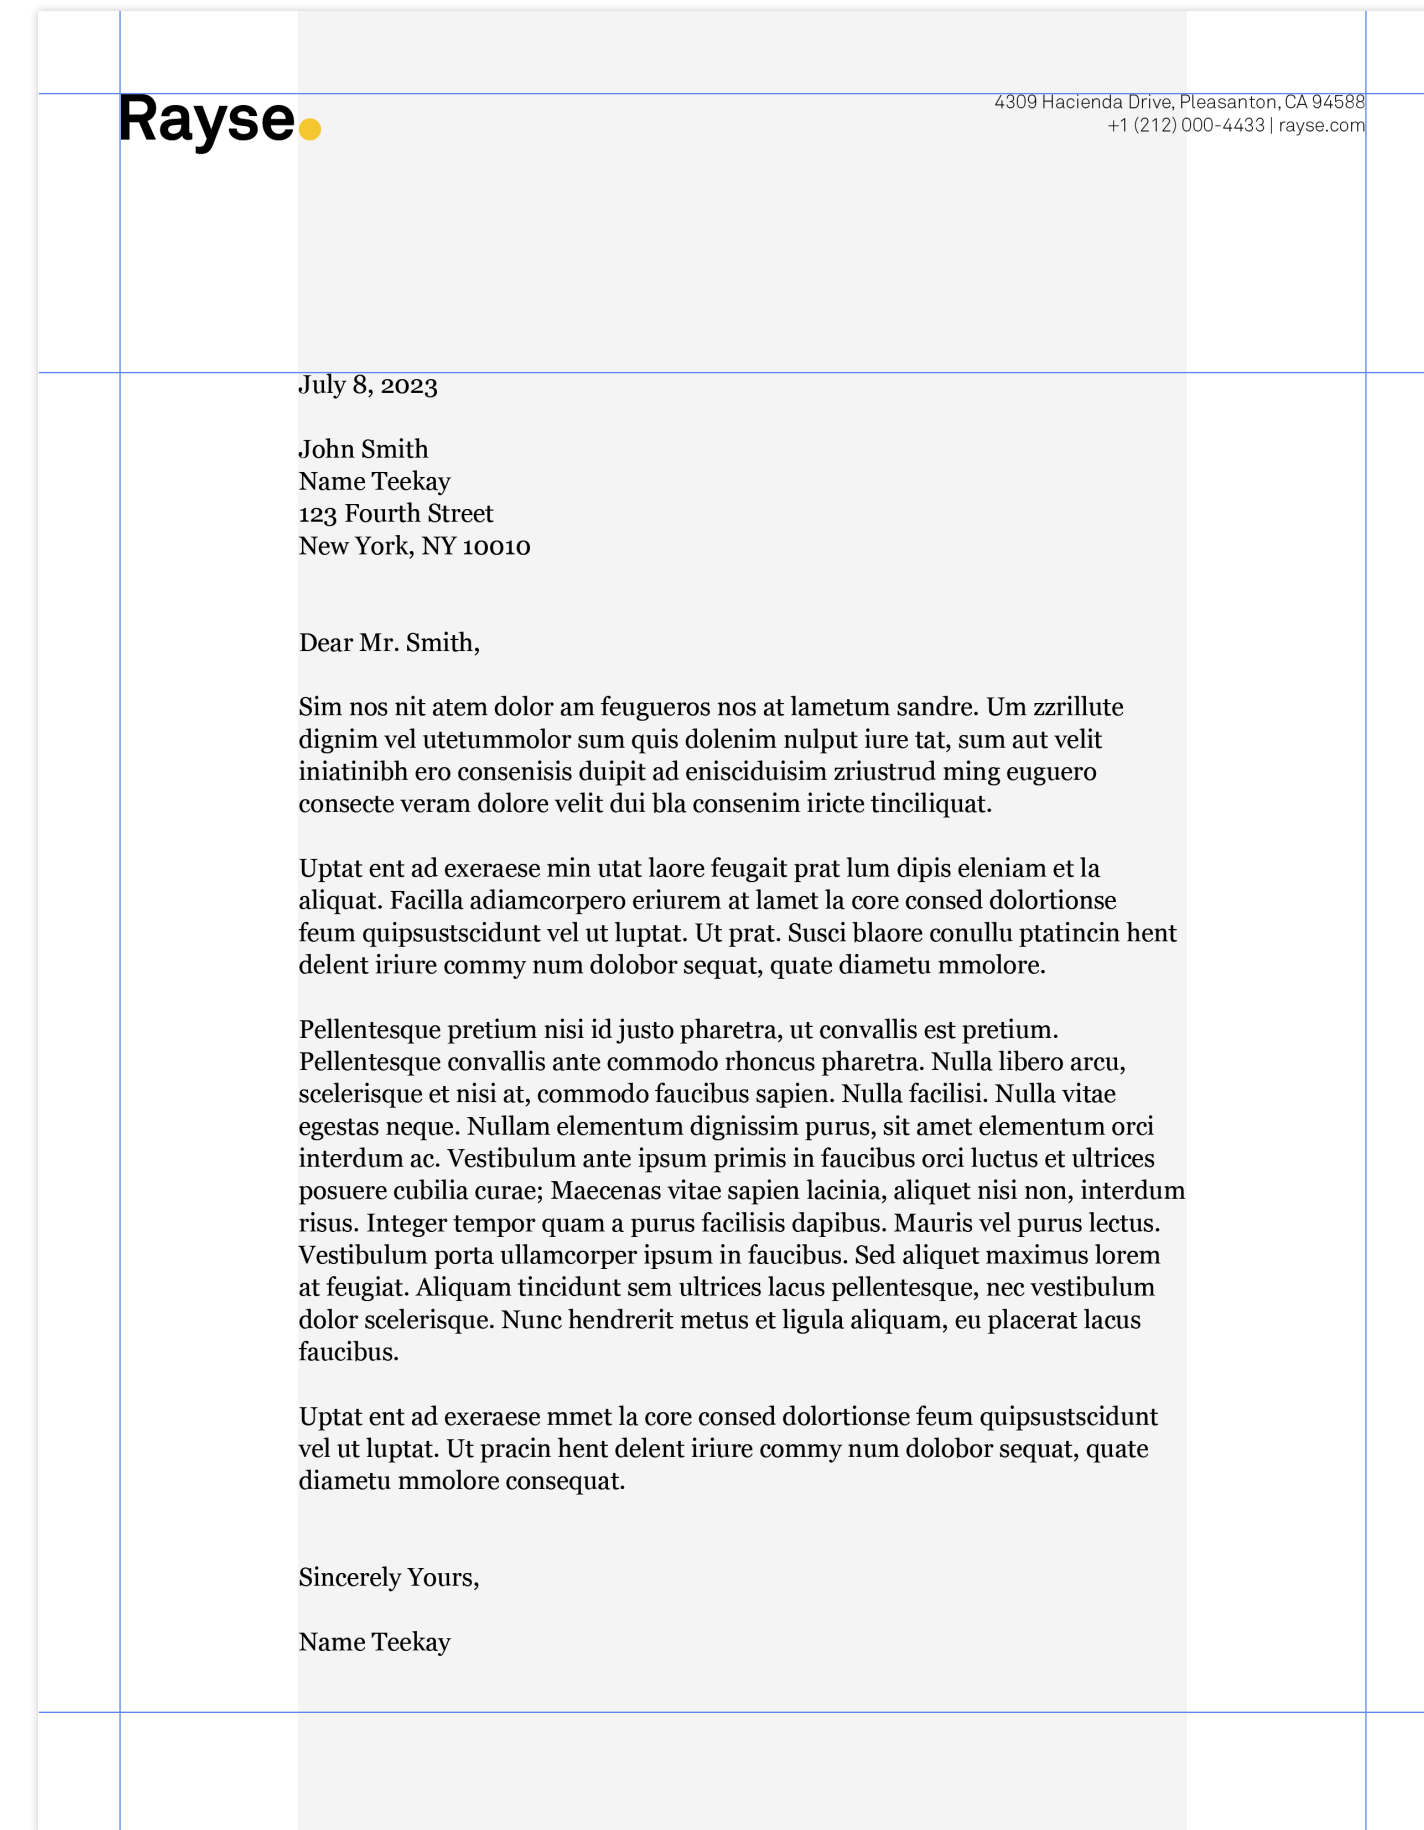 Rayse.
4309 Hacienda Drive, Pleasanton, CA 94588
+1 (212) 000-4433 | rayse.com
July 8, 2023
John Smith
Name Teekay
123 Fourth Street
New York, NY 10010
Dear Mr. Smith,
Sim nos nit atem dolor am feugueros nos at lametum sandre. Um zzrillute
dignim vel utetummolor sum quis dolenim nulput iure tat, sum aut velit
iniatinibh ero consenisis duipit ad enisciduisim zriustrud ming euguero
consecte veram dolore velit dui bla consenim iricte tinciliquat.
Uptat ent ad exeraese min utat laore feugait prat lum dipis eleniam et la
aliquat. Facilla adiamcorpero eriurem at lamet la core consed dolortionse
feum quipsustscidunt vel ut luptat. Ut prat. Susci blaore conullu ptatincin hent
delent iriure commy num dolobor sequat, quate diametu mmolore.
Pellentesque pretium nisi id justo pharetra, ut convallis est pretium.
Pellentesque convallis ante commodo rhoncus pharetra. Nulla libero arcu,
scelerisque et nisi at, commodo faucibus sapien. Nulla facilisi. Nulla vitae
egestas neque. Nullam elementum dignissim purus, sit amet elementum orci
interdum ac. Vestibulum ante ipsum primis in faucibus orci luctus et ultrices
posuere cubilia curae; Maecenas vitae sapien lacinia, aliquet nisi non, interdum
risus. Integer tempor quam a purus facilisis dapibus. Mauris vel purus lectus.
Vestibulum porta ullamcorper ipsum in faucibus. Sed aliquet maximus lorem
at feugiat. Aliquam tincidunt sem ultrices lacus pellentesque, nec vestibulum
dolor scelerisque. Nunc hendrerit metus et ligula aliquam, eu placerat lacus
faucibus.
Uptat ent ad exeraese mmet la core consed dolortionse feum quipsustscidunt
vel ut luptat. Ut pracin hent delent iriure commy num dolobor sequat, quate
diametu mmolore consequat.
Sincerely Yours,
Name Teekay